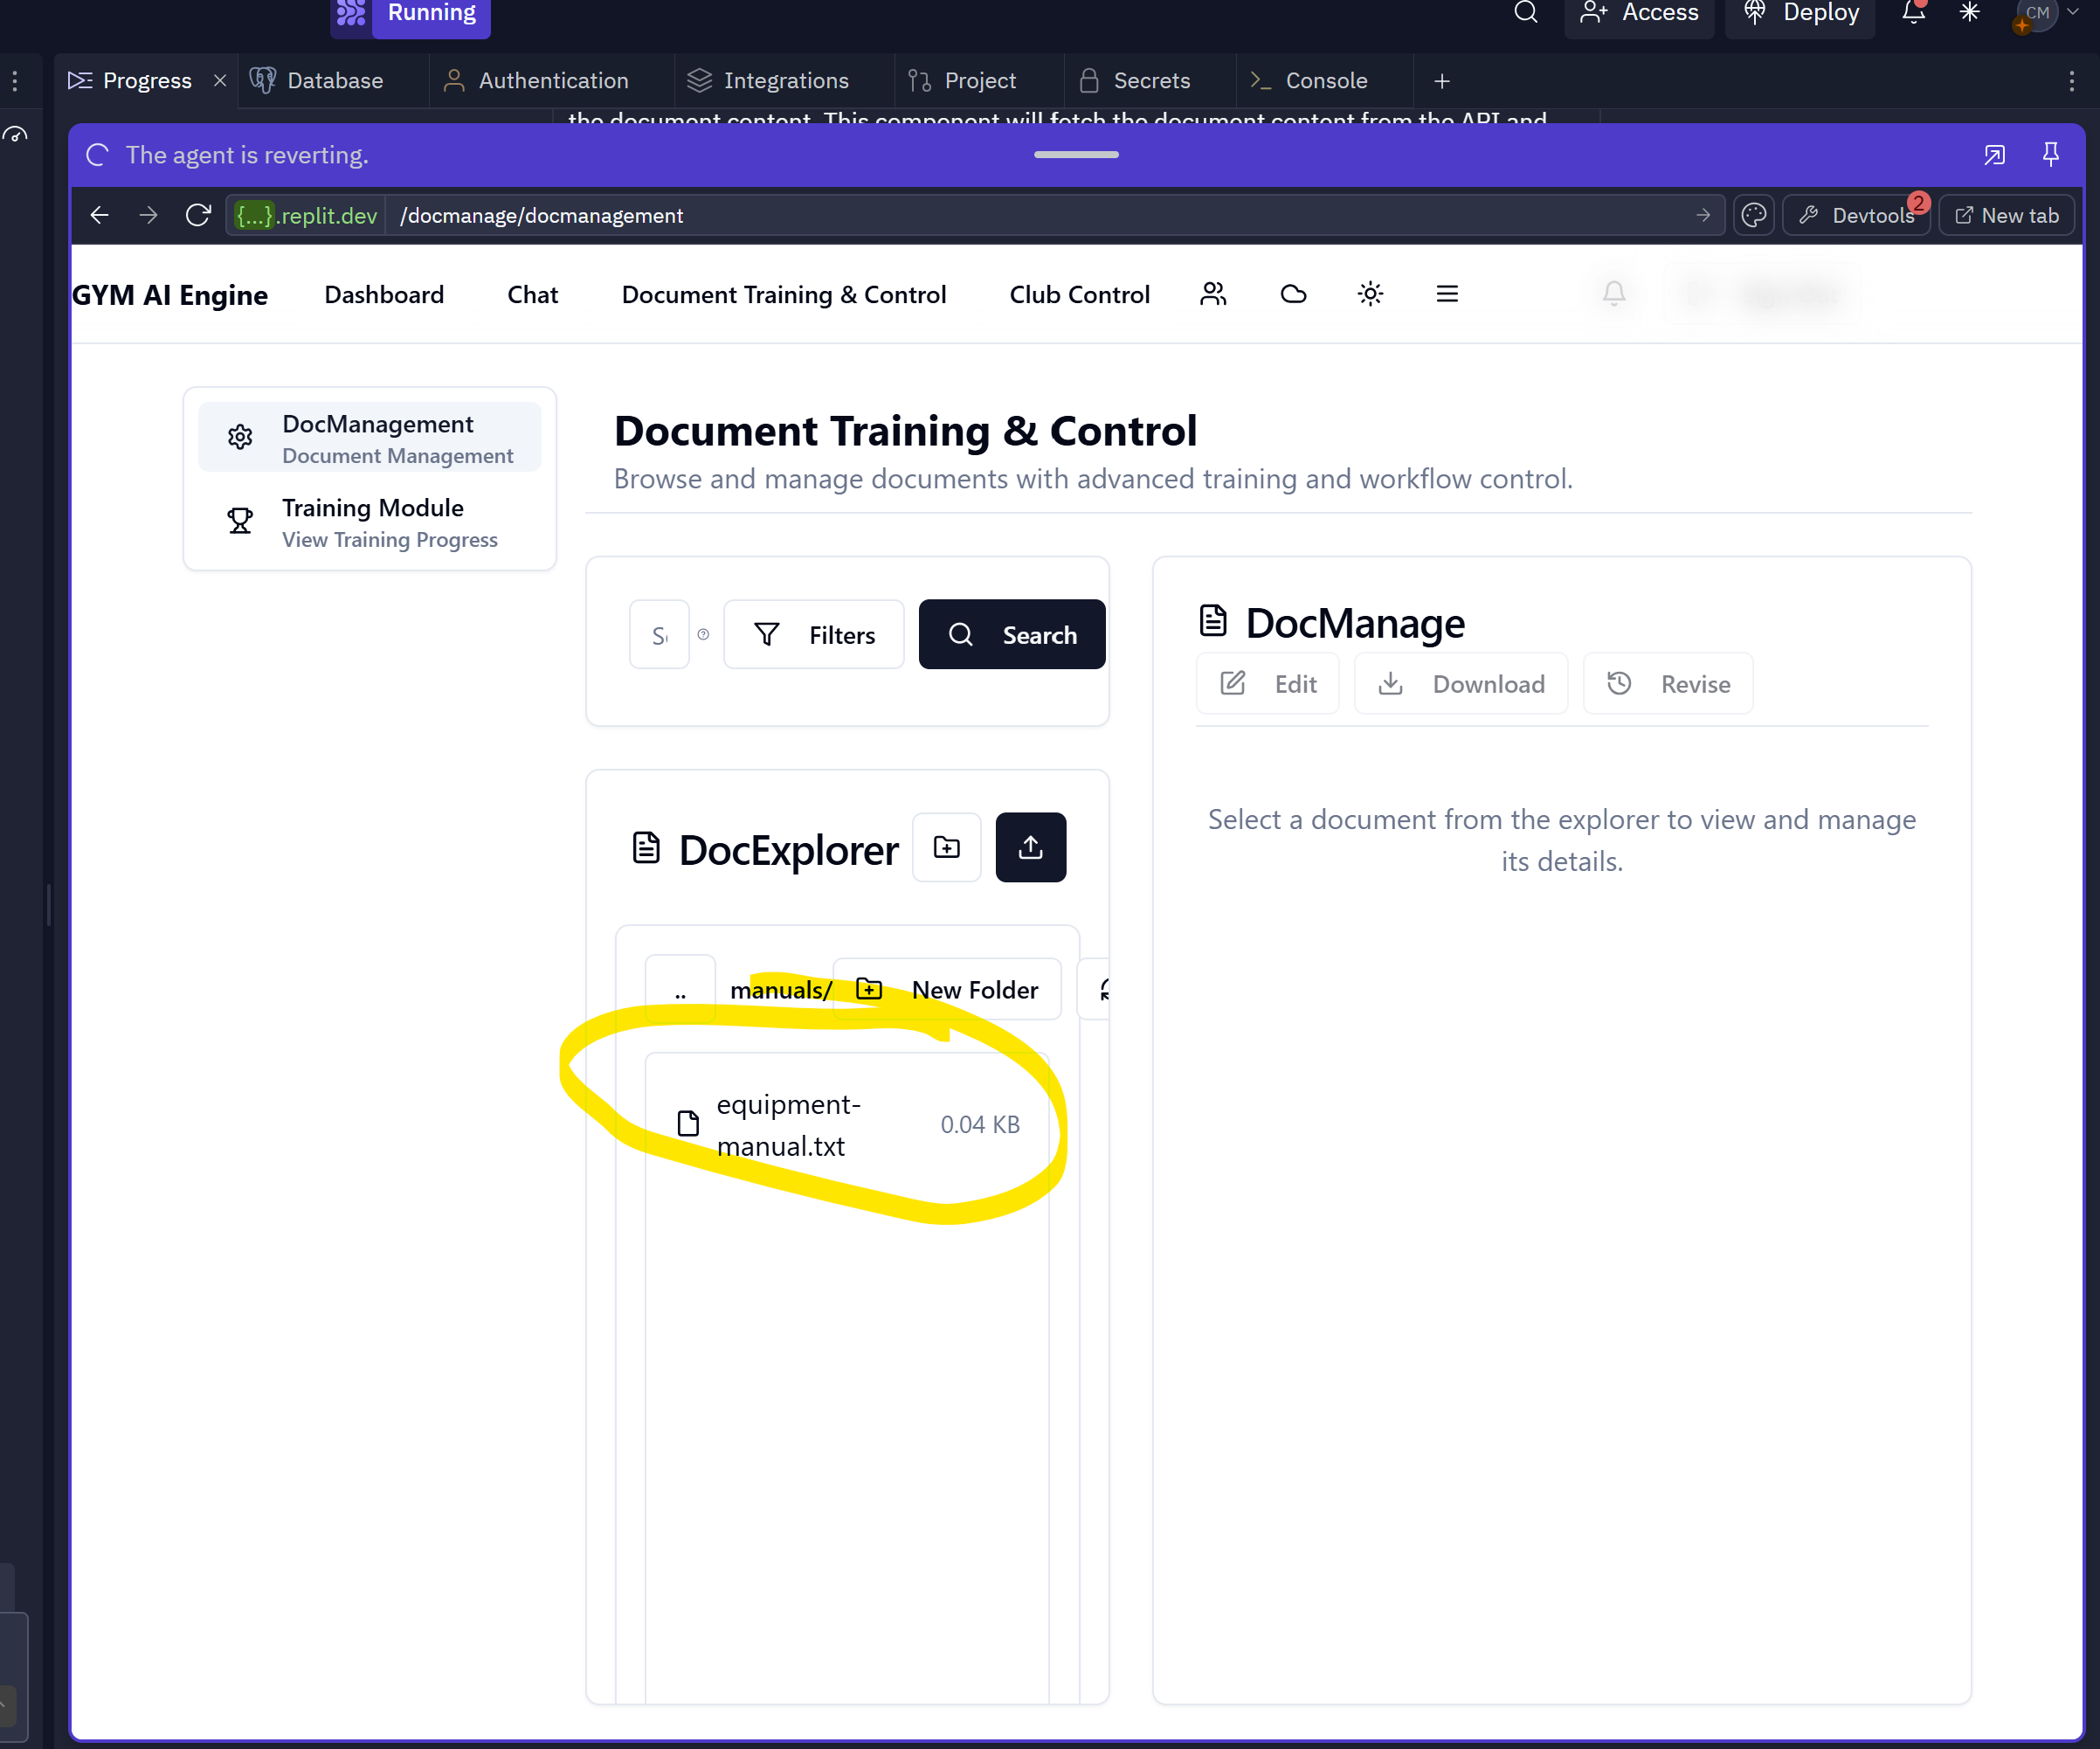 Running
Access
Deploy
CM
Progress
Database
Authentication
Integrations
Project
Secrets
Console
the document content. This component will fetch the document content from the API and
The agent is reverting.
{...}.replit.dev
/docmanage/docmanagement
Devtools
2
New tab
GYM AI Engine
Dashboard
Chat
Document Training & Control
Club Control
DocManagement
Document Management
Training Module
View Training Progress
Document Training & Control
Browse and manage documents with advanced training and workflow control.
Filters
Search
DocManage
Edit
Download
Revise
Select a document from the explorer to view and manage
its details.
DocExplorer
..
manuals/
New Folder
equipment-
manual.txt
0.04 KB